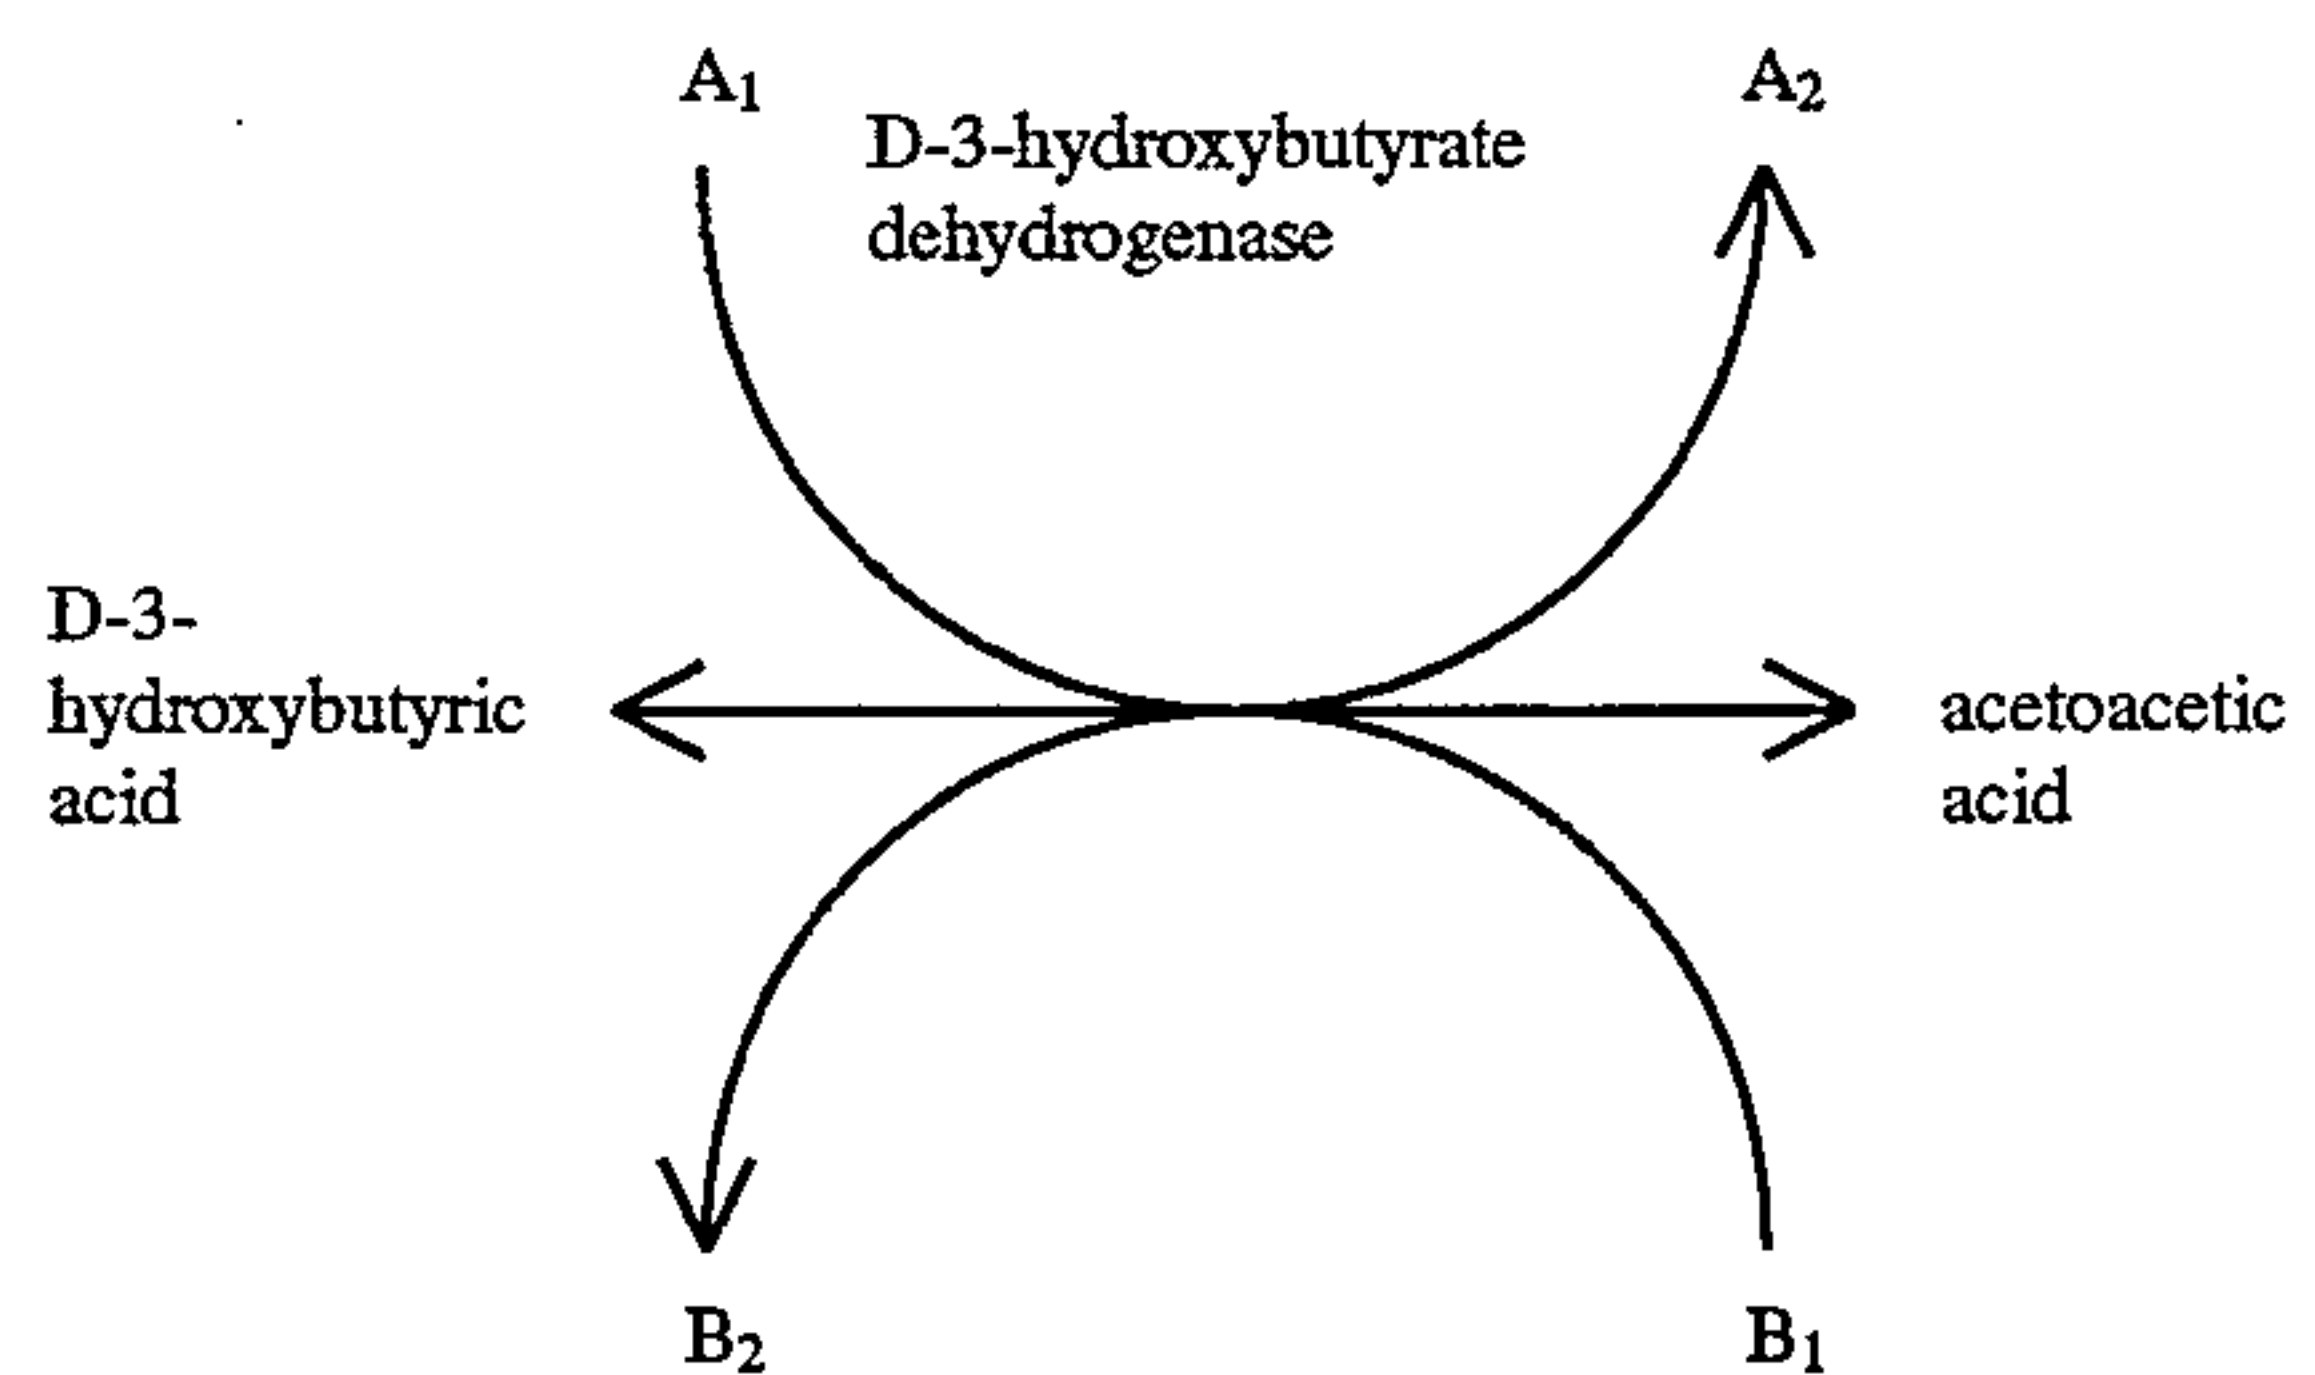 A₁
A₂
D-3-hydroxybutyrate
dehydrogenase
D-3-
hydroxybutyric
acid
acetoacetic
acid
B₂
B₁